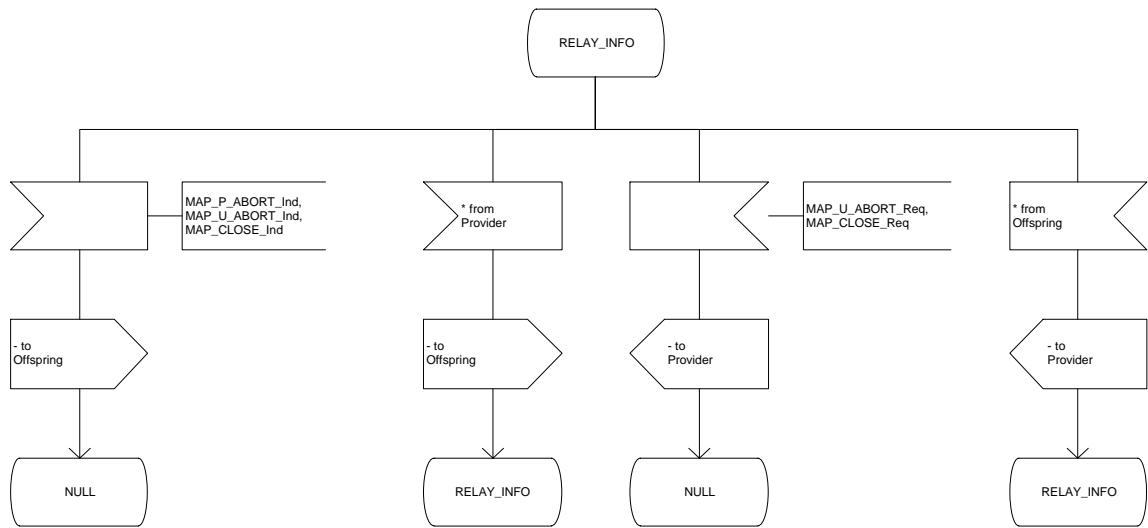 RELAY_INFO
MAP_P_ABORT_Ind,
MAP_U_ABORT_Ind,
MAP_CLOSE_Ind
* from
Provider
MAP_U_ABORT_Req,
MAP_CLOSE_Req
* from
Offspring
- to
Offspring
- to
Offspring
- to
Provider
- to
Provider
NULL
RELAY_INFO
NULL
RELAY_INFO